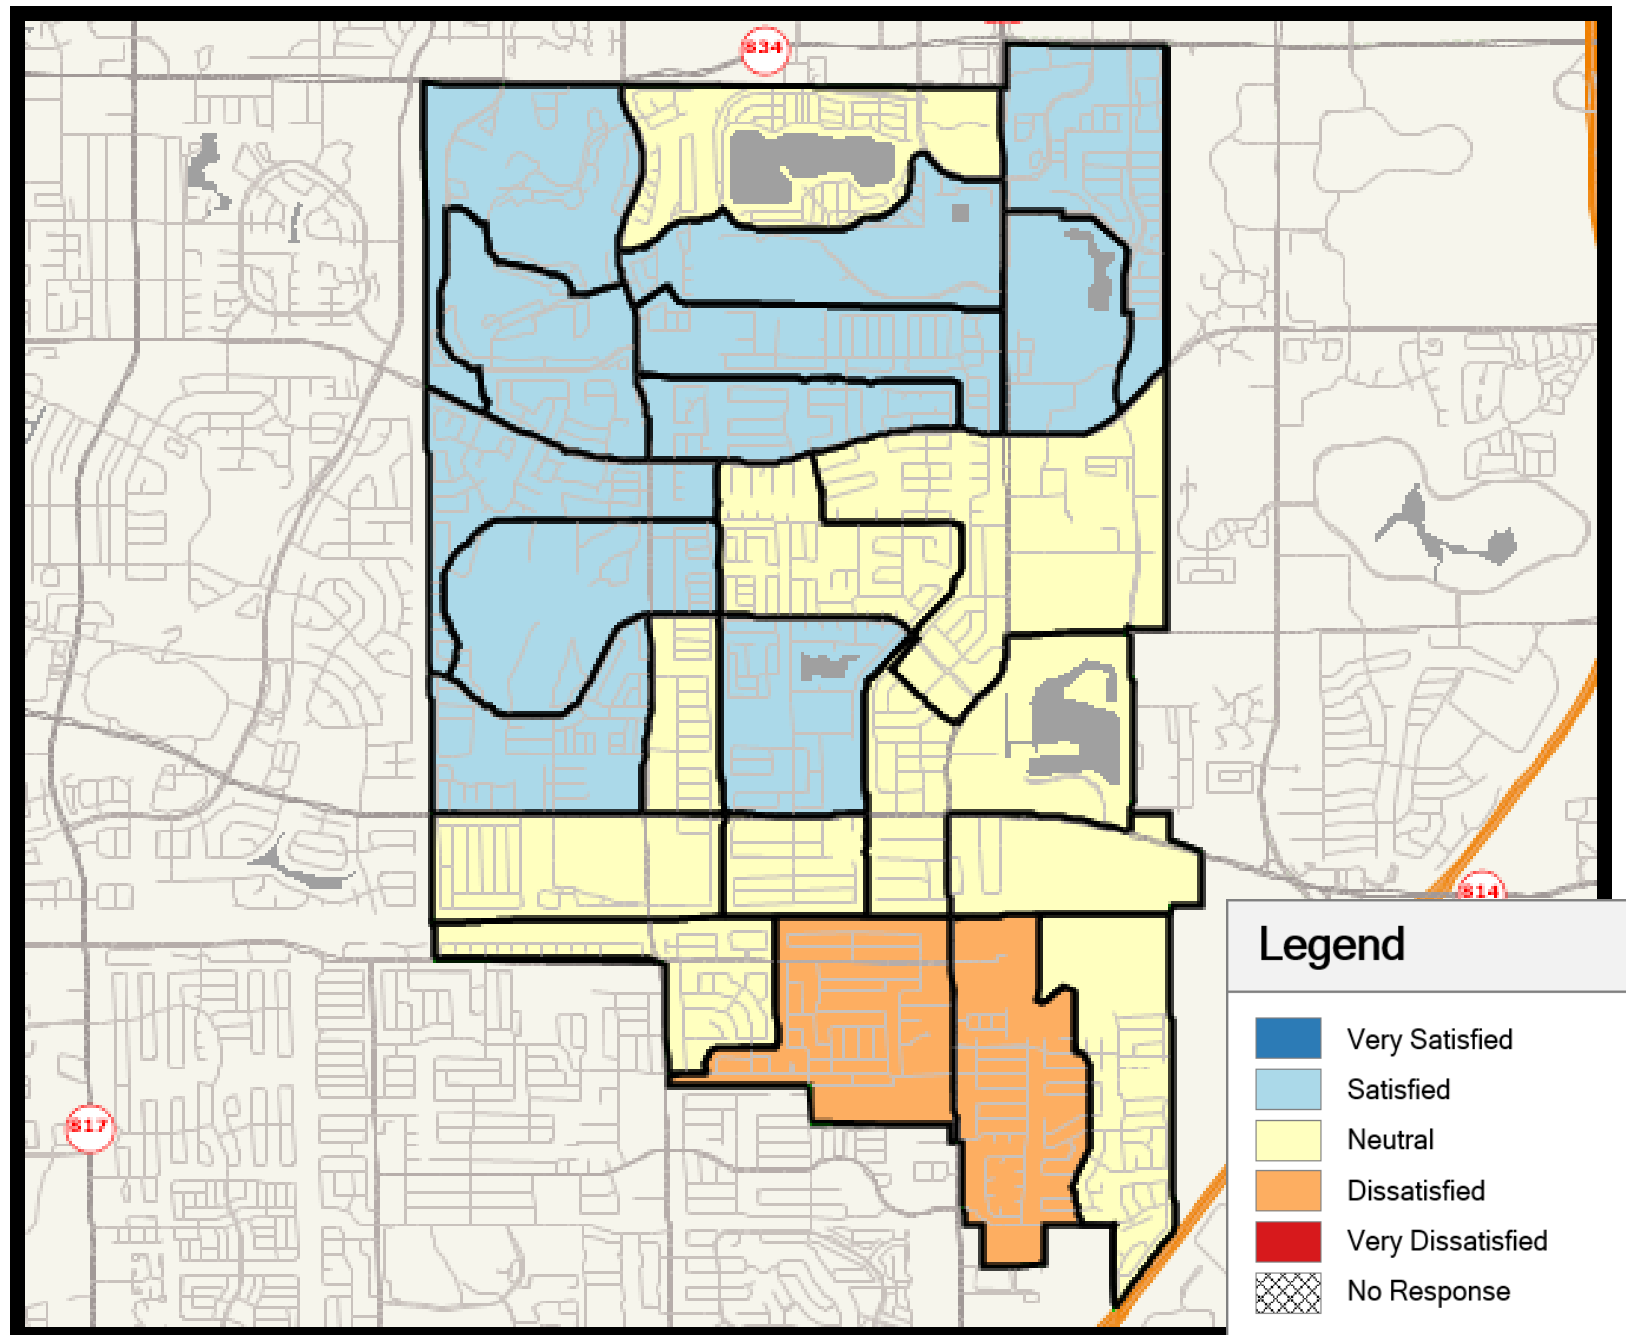 834
814
Legend
Very Satisfied
Satisfied
Neutral
Dissatisfied
Very Dissatisfied
No Response
817